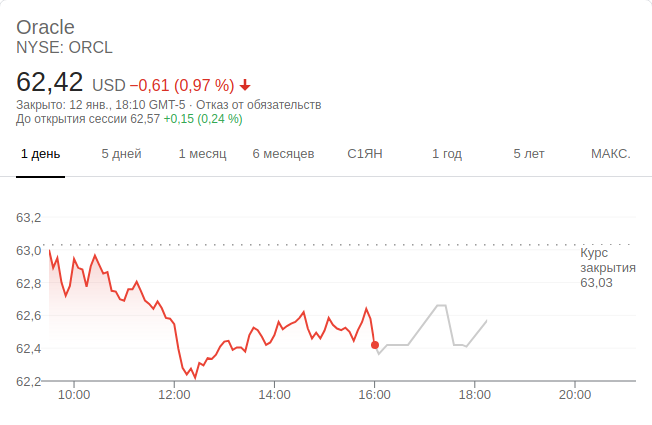 Oracle
NYSE: ORCL
62,42 USD −0,61 (0,97 %)
Закрыто: 12 янв., 18:10 GMT-5 · Отказ от обязательств
До открытия сессии 62,57 +0,15 (0,24 %)
1 день 5 дней 1 месяц 6 месяцев С1ЯН 1 год 5 лет МАКС.
63,2
63,0
62,8
62,6
62,4
62,2
Курс
закрытия
63,03
10:00 12:00 14:00 16:00 18:00 20:00